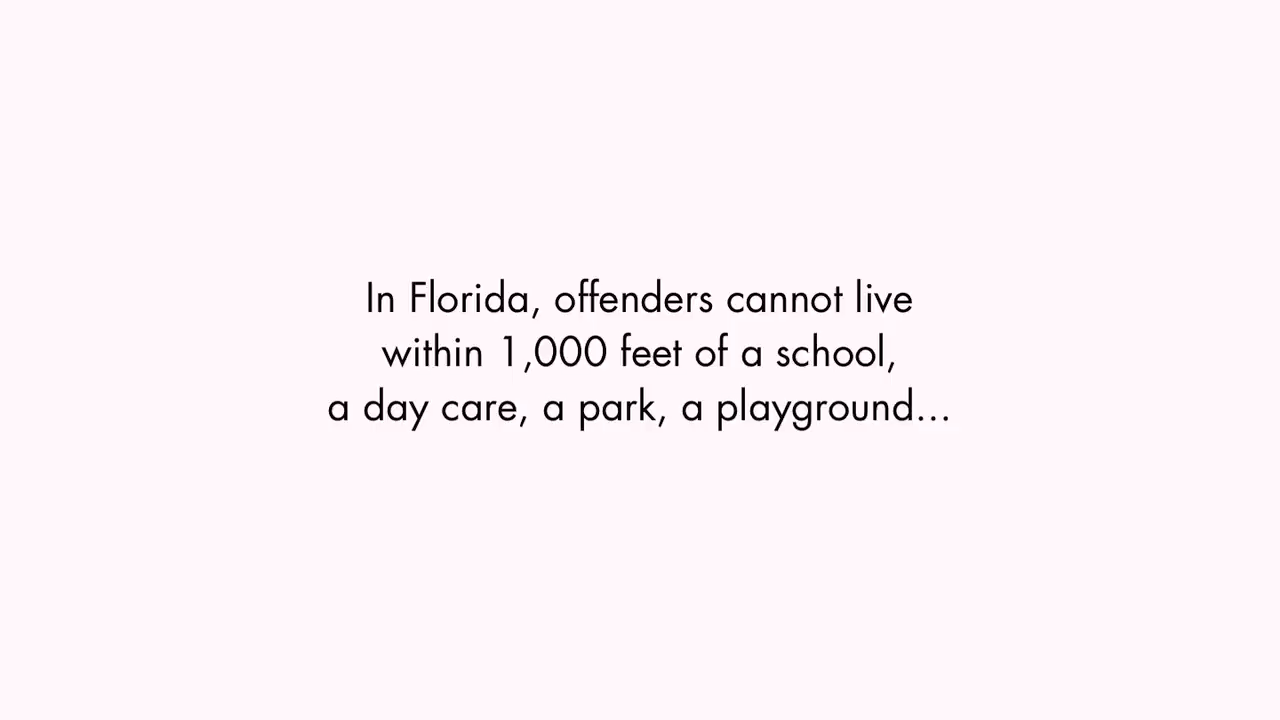 In Florida, offenders cannot live
within 1,000 feet of a school,
a day care, a park, a playground...